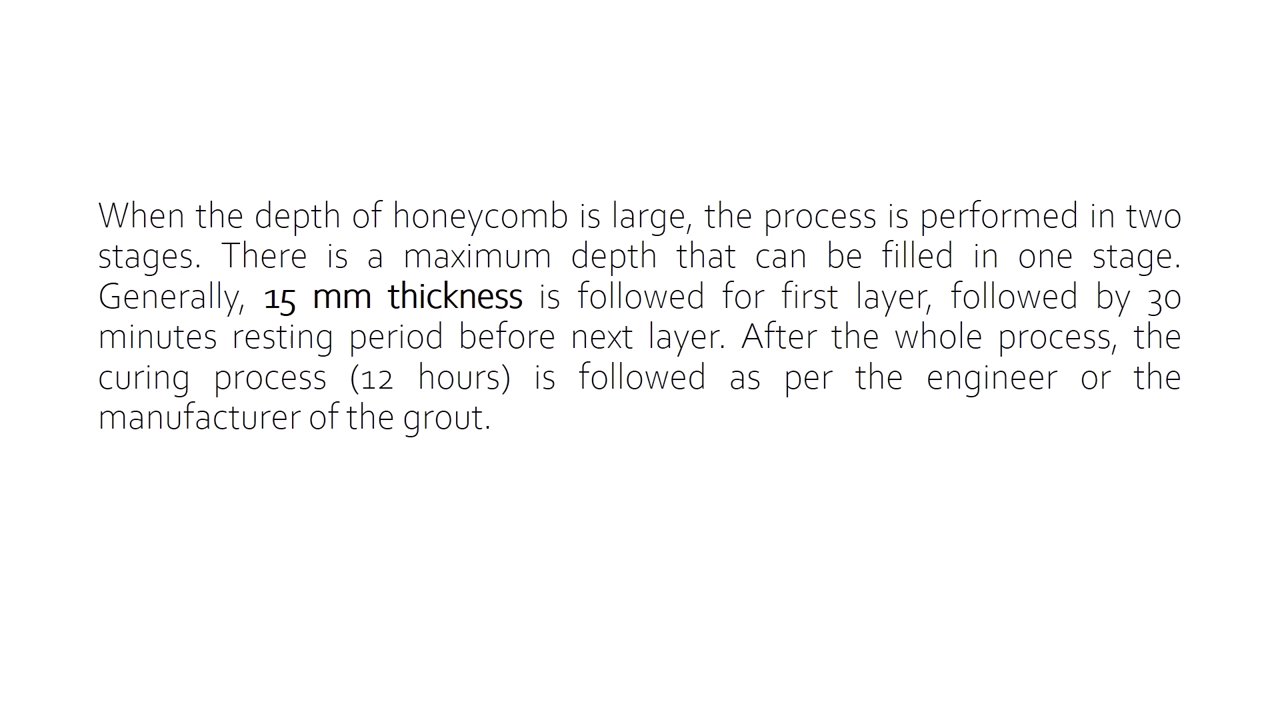 When the depth of honeycomb is large, the process is performed in two
stages. There is a maximum depth that can be filled in one stage.
Generally, 15 mm thickness is followed for first layer, followed by 30
minutes resting period before next layer. After the whole process, the
curing process (12 hours) is followed as per the engineer or the
manufacturer of the grout.